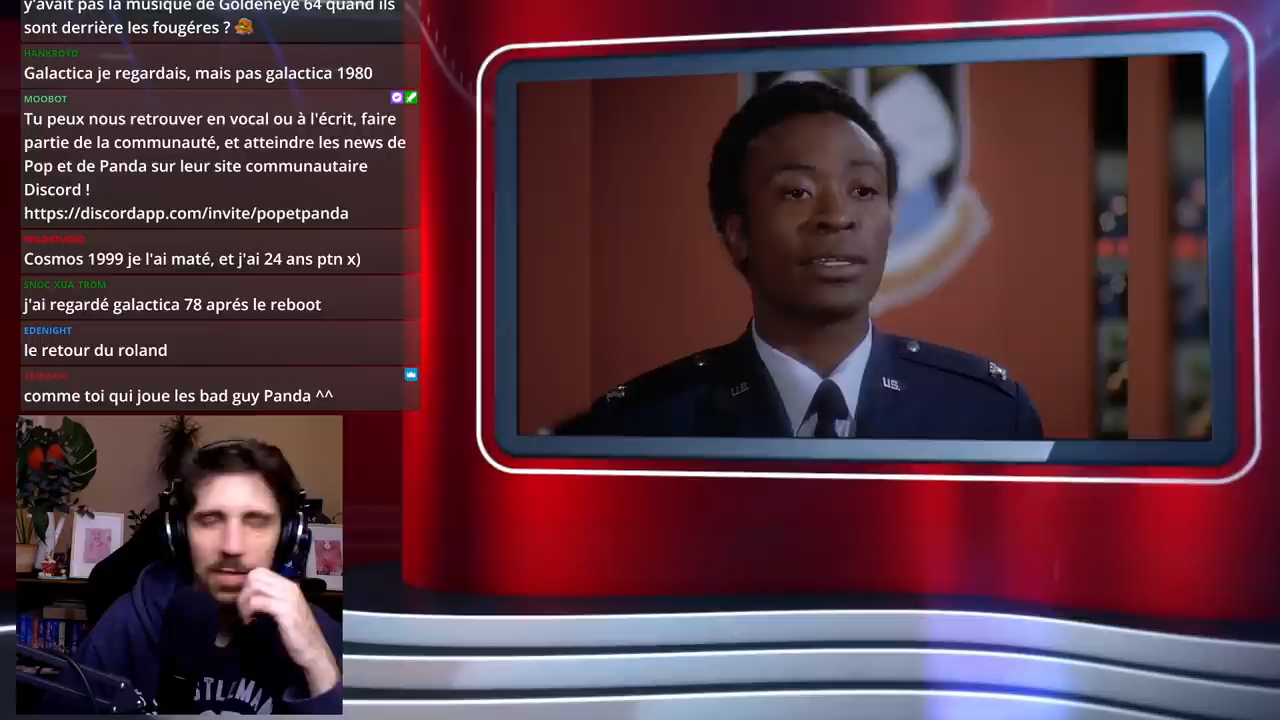 y'avait pas la musique de Goldeneye 64 quand ils
sont derrière les fougéres ?
HANKROYD
Galactica je regardais, mais pas galactica 1980
MOOBOT
Tu peux nous retrouver en vocal ou à l'écrit, faire
partie de la communauté, et atteindre les news de
Pop et de Panda sur leur site communautaire
Discord !
https://discordapp.com/invite/popetpanda
Cosmos 1999 je l'ai maté, et j'ai 24 ans ptn x)
SNOC XUA TROM
j'ai regardé galactica 78 aprés le reboot
EDENIGHT
le retour du roland
comme toi qui joue les bad guy Panda ^^
U.S.
U.S.